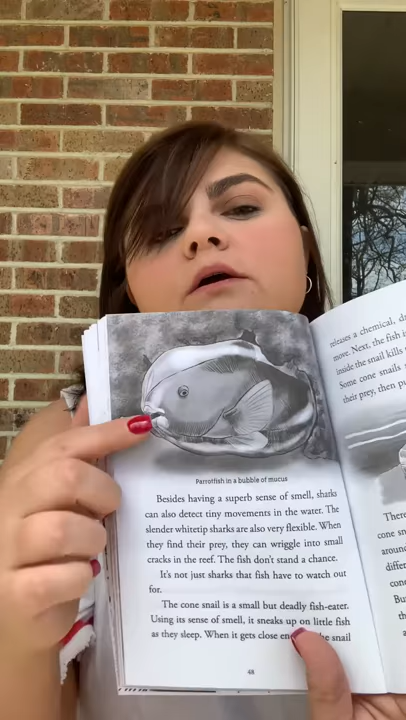 Parrotfish in a bubble of mucus
Besides having a superb sense of smell, sharks
can also detect tiny movements in the water. The
slender whitetip sharks are also very flexible. When
they find their prey, they can wriggle into small
cracks in the reef. The fish don't stand a chance.
It's not just sharks that fish have to watch out
for.
The cone snail is a small but deadly fish-eater.
Using its sense of smell, it sneaks up on little fish
as they sleep. When it gets close the snail
48
releases a chemical,
move. Next, the fish
inside the snail kills
Some cone snails
their prey, then
There
cone